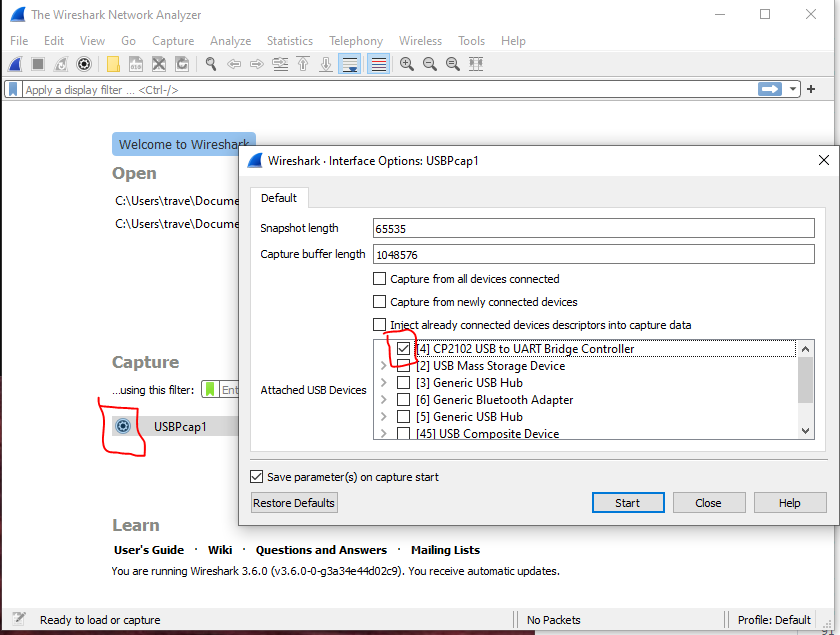 The Wireshark Network Analyzer
File Edit View Go Capture Analyze Statistics Telephony Wireless Tools Help
Apply a display filter ... <Ctrl-/>
Welcome to Wireshark
Open
C:\Users\trave\Docume
C:\Users\trave\Docume
Capture
...using this filter: Ent
USBPcap1
Learn
User's Guide · Wiki · Questions and Answers · Mailing Lists
You are running Wireshark 3.6.0 (v3.6.0-0-g3a34e44d02c9). You receive automatic updates.
Ready to load or capture No Packets Profile: Default
Wireshark · Interface Options: USBPcap1
Default
Snapshot length 65535
Capture buffer length 1048576
Capture from all devices connected
Capture from newly connected devices
Inject already connected devices descriptors into capture data
Attached USB Devices
[4] CP2102 USB to UART Bridge Controller
[2] USB Mass Storage Device
[3] Generic USB Hub
[6] Generic Bluetooth Adapter
[5] Generic USB Hub
[45] USB Composite Device
Save parameter(s) on capture start
Restore Defaults Start Close Help